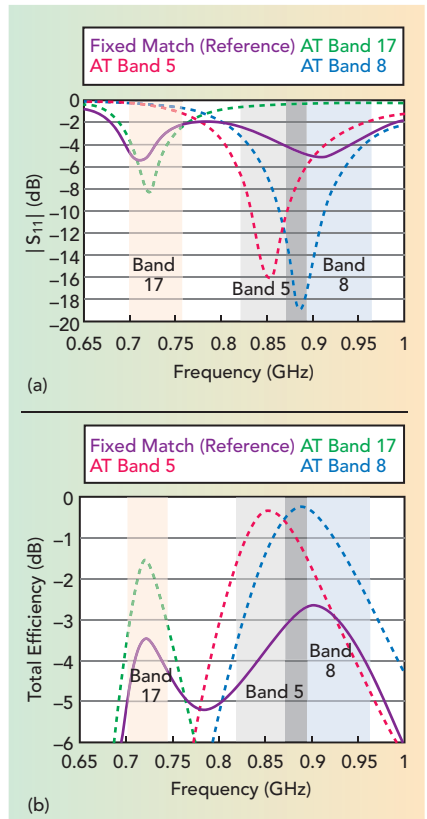 Fixed Match (Reference) AT Band 17
AT Band 5 AT Band 8
0
−2
−4
−6
−8
−10
−12
−14
−16
−18
−20
|S11| (dB)
Band
17
Band 5
Band
8
0.65 0.7 0.75 0.8 0.85 0.9 0.95 1
Frequency (GHz)
(a)
Fixed Match (Reference) AT Band 17
AT Band 5 AT Band 8
0
−1
−2
−3
−4
−5
−6
Total Efficiency (dB)
Band
17
Band 5
Band
8
0.65 0.7 0.75 0.8 0.85 0.9 0.95 1
Frequency (GHz)
(b)